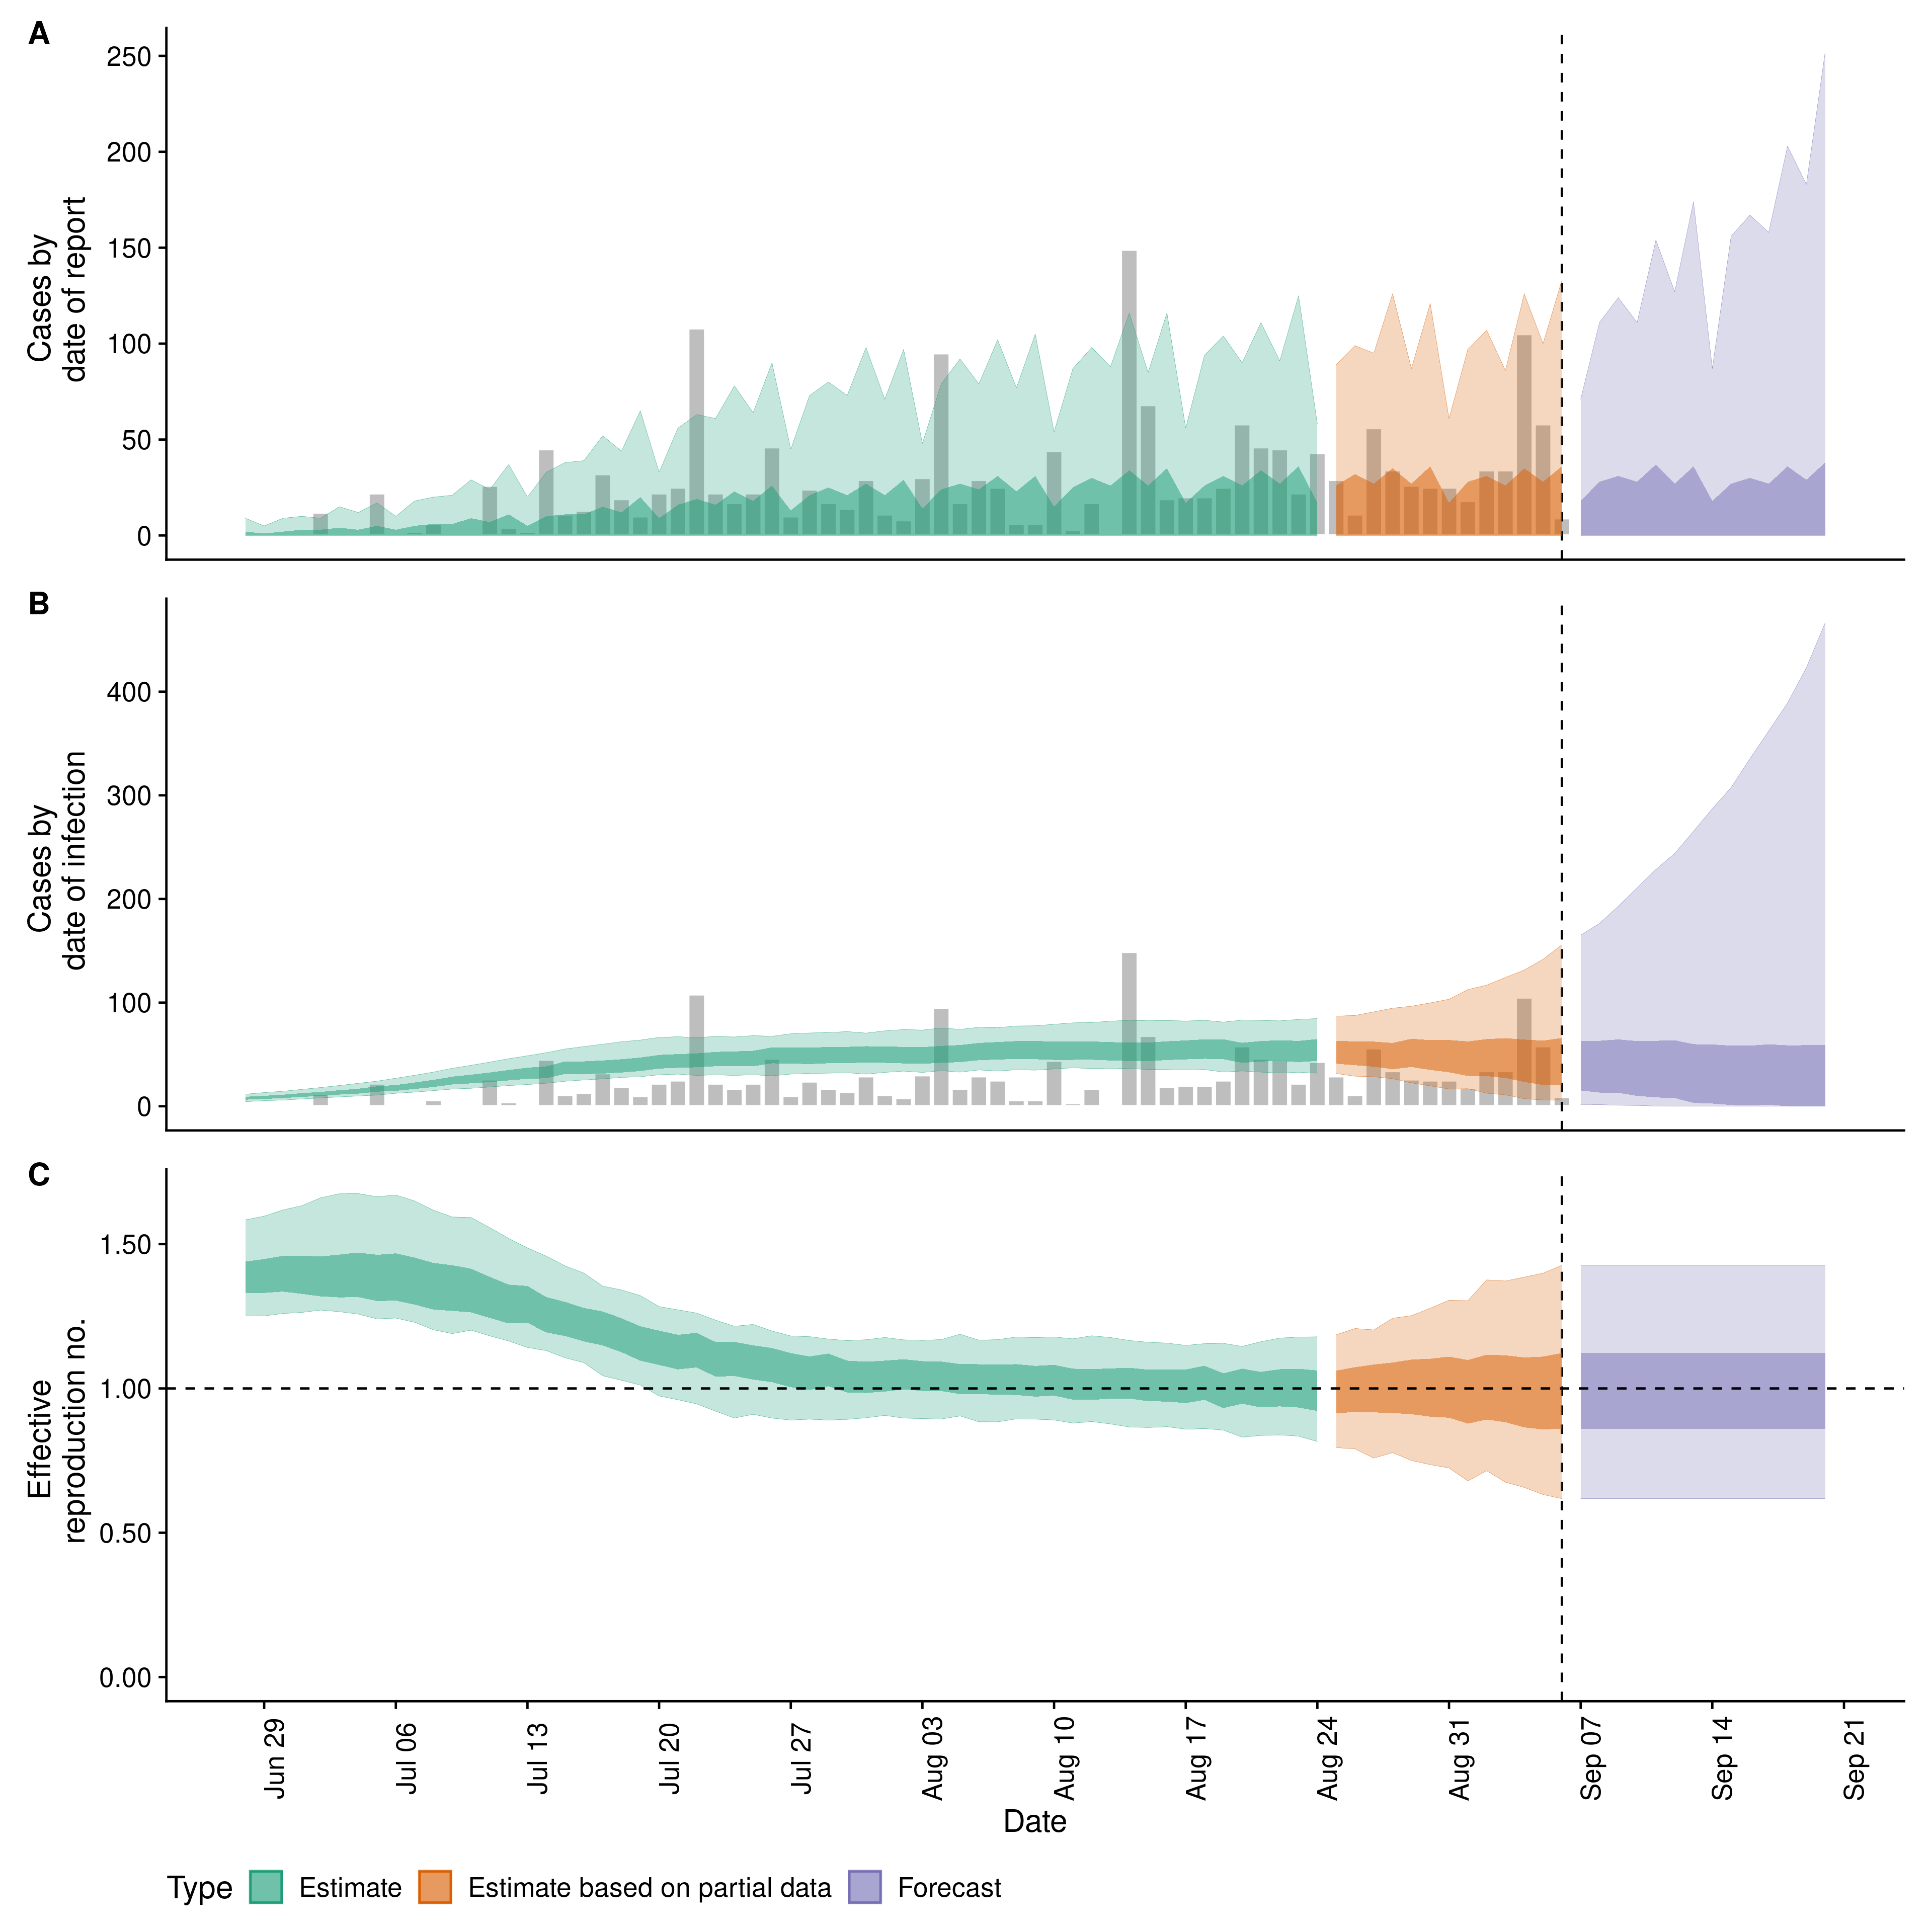 A
250
200
150
100
50
0
Cases by
date of report
B
400
300
200
100
0
Cases by
date of infection
C
1.50
1.00
0.50
0.00
Effective
reproduction no.
Jun 29
Jul 06
Jul 13
Jul 20
Jul 27
Aug 03
Aug 10
Aug 17
Aug 24
Aug 31
Sep 07
Sep 14
Sep 21
Date
Type Estimate Estimate based on partial data Forecast